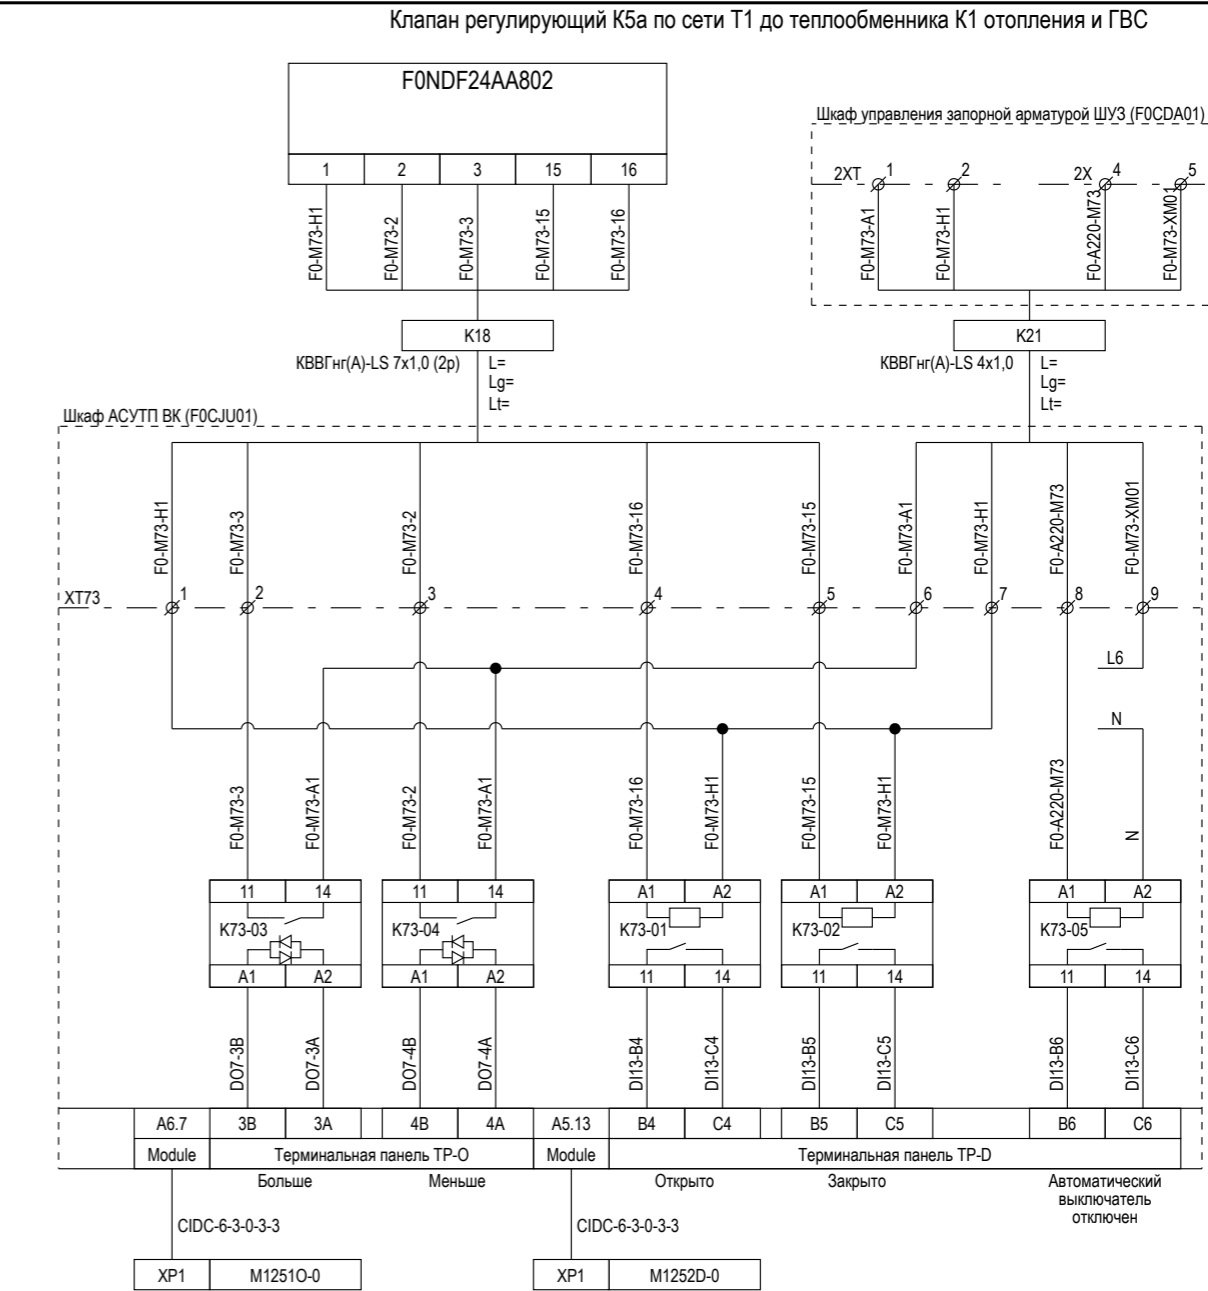 Клапан регулирующий К5а по сети Т1 до теплообменника К1 отопления и ГВС
F0NDF24AA802
1 2 3 15 16
F0-M73-H1 F0-M73-2 F0-M73-3 F0-M73-15 F0-M73-16
Шкаф управления запорной арматурой ШУЗ (F0CDA01)
2XT 1 2 2X 4 5
F0-M73-A1 F0-M73-H1 F0-A220-M73 F0-M73-XM01
К18
КВВГнг(А)-LS 7x1,0 (2р)
L=
Lg=
Lt=
К21
КВВГнг(А)-LS 4x1,0
L=
Lg=
Lt=
Шкаф АСУТП ВК (F0CJU01)
F0-M73-H1 F0-M73-3 F0-M73-2 F0-M73-16 F0-M73-15 F0-M73-A1 F0-M73-H1 F0-A220-M73 F0-M73-XM01
XT73 1 2 3 4 5 6 7 8 9
L6
N
F0-M73-3 F0-M73-A1 F0-M73-2 F0-M73-A1 F0-M73-16 F0-M73-H1 F0-M73-15 F0-M73-H1 F0-A220-M73 N
11 14 11 14 A1 A2 A1 A2 A1 A2
K73-03 K73-04 K73-01 K73-02 K73-05
A1 A2 A1 A2 11 14 11 14 11 14
DO7-3B DO7-3A DO7-4B DO7-4A DI13-B4 DI13-C4 DI13-B5 DI13-C5 DI13-B6 DI13-C6
A6.7 3B 3A 4B 4A A5.13 B4 C4 B5 C5 B6 C6
Module Терминальная панель TP-O Module Терминальная панель TP-D
Больше Меньше Открыто Закрыто Автоматический
выключатель
отключен
CIDC-6-3-0-3-3 CIDC-6-3-0-3-3
XP1 M1251O-0 XP1 M1252D-0